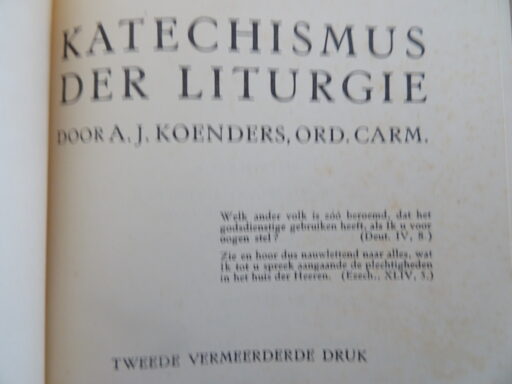 KATECHISMUS
DER LITURGIE
DOOR A. J. KOENDERS, ORD. CARM.
Welk ander volk is zóó beroemd, dat het
godsdienstige gebruiken heeft, als Ik u voor
oogen stel? (Deut. IV, 8.)
Zie en hoor dus nauwlettend naar alles, wat
ik tot u spreek aangaande de plechtigheden
in het huis der Heeren. (Ezech., XLIV, 5.)
TWEEDE VERMEERDERDE DRUK